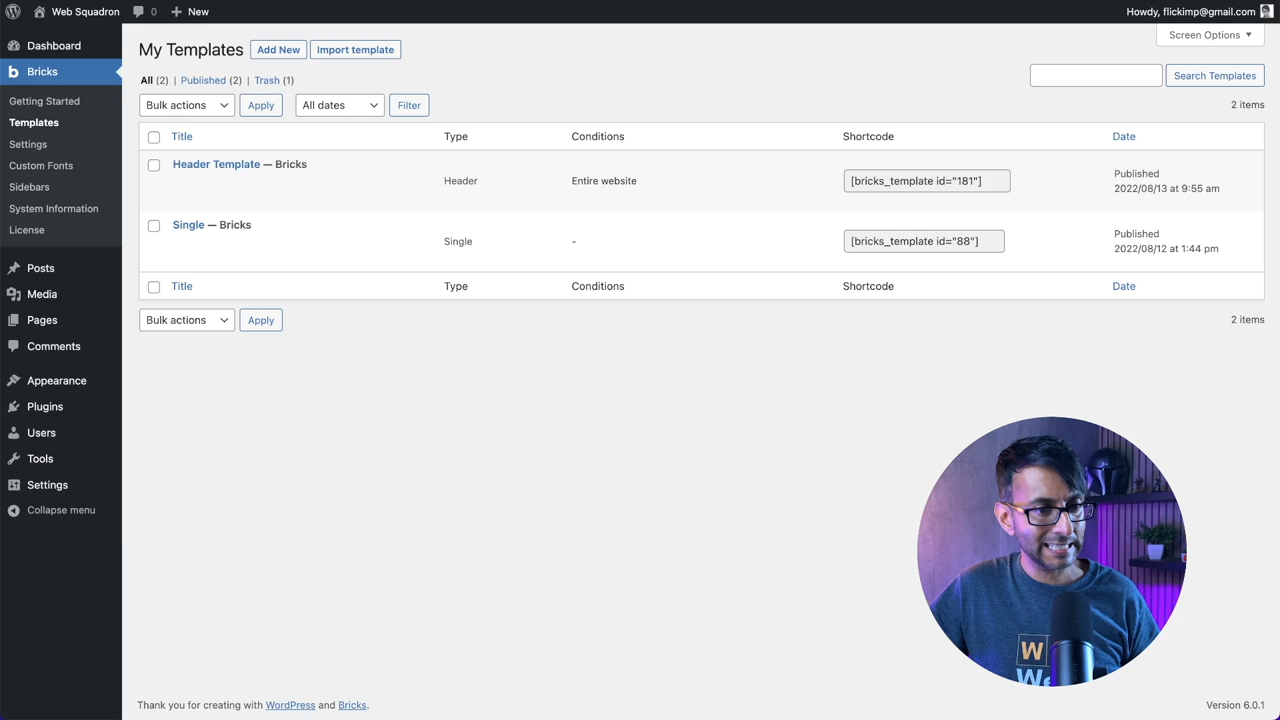 Web Squadron 0 New Howdy, flickimp@gmail.com
Screen Options
Dashboard
Bricks
Getting Started
Templates
Settings
Custom Fonts
Sidebars
System Information
License
Posts
Media
Pages
Comments
Appearance
Plugins
Users
Tools
Settings
Collapse menu
My Templates Add New Import template
All (2) | Published (2) | Trash (1)
Search Templates
Bulk actions Apply All dates Filter 2 items
Title Type Conditions Shortcode Date
Header Template — Bricks Header Entire website [bricks_template id="181"] Published
2022/08/13 at 9:55 am
Single — Bricks Single - [bricks_template id="88"] Published
2022/08/12 at 1:44 pm
Title Type Conditions Shortcode Date
Bulk actions Apply 2 items
W
We
Thank you for creating with WordPress and Bricks. Version 6.0.1